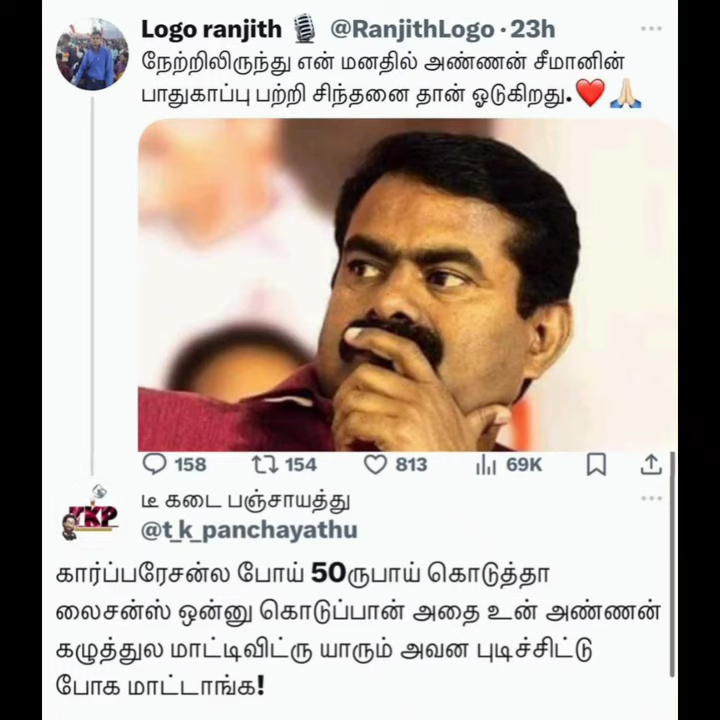 Logo ranjith 🎙️ @RanjithLogo · 23h
நேற்றிலிருந்து என் மனதில் அண்ணன் சீமானின்
பாதுகாப்பு பற்றி சிந்தனை தான் ஓடுகிறது.❤️🙏🏻
158 154 813 69K
TKP
டீ கடை பஞ்சாயத்து
@t_k_panchayathu
கார்ப்பரேசன்ல போய் 50ருபாய் கொடுத்தா
லைசன்ஸ் ஒன்னு கொடுப்பான் அதை உன் அண்ணன்
கழுத்துல மாட்டிவிட்ரு யாரும் அவன புடிச்சிட்டு
போக மாட்டாங்க!